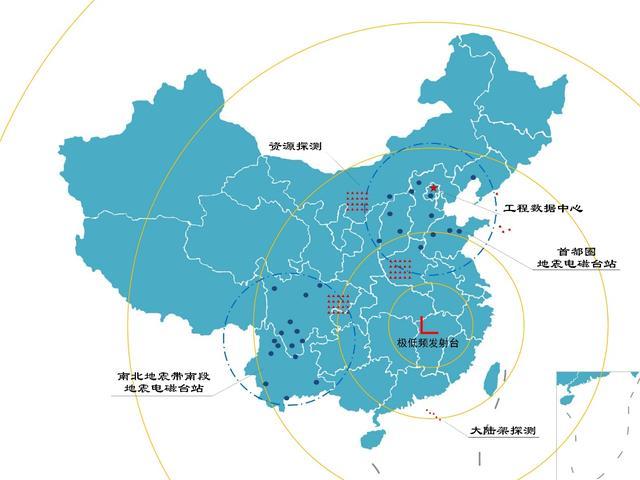 资源探测
工程数据中心
首都圈
地震电磁台站
极低频发射台
南北地震带南段
地震电磁台站
大陆架探测